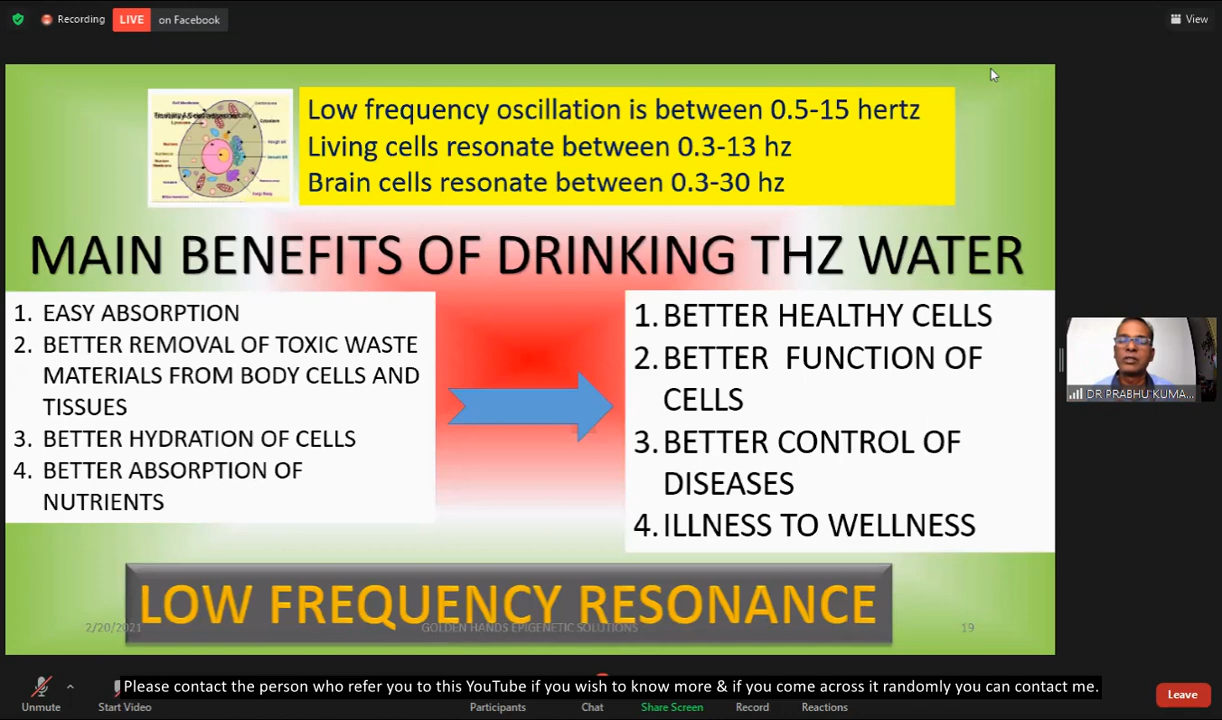 Recording
LIVE
on Facebook
View
Low frequency oscillation is between 0.5-15 hertz
Living cells resonate between 0.3-13 hz
Brain cells resonate between 0.3-30 hz
MAIN BENEFITS OF DRINKING THZ WATER
1. EASY ABSORPTION
2. BETTER REMOVAL OF TOXIC WASTE
MATERIALS FROM BODY CELLS AND
TISSUES
3. BETTER HYDRATION OF CELLS
4. BETTER ABSORPTION OF
NUTRIENTS
1. BETTER HEALTHY CELLS
2. BETTER FUNCTION OF
CELLS
3. BETTER CONTROL OF
DISEASES
4. ILLNESS TO WELLNESS
DR PRABHU KUMA...
LOW FREQUENCY RESONANCE
2/20/2021
GOLDEN HANDS EPIGENETIC SOLUTIONS
19
Please contact the person who refer you to this YouTube if you wish to know more & if you come across it randomly you can contact me.
Unmute
Start Video
Participants
Chat
Share Screen
Record
Reactions
Leave